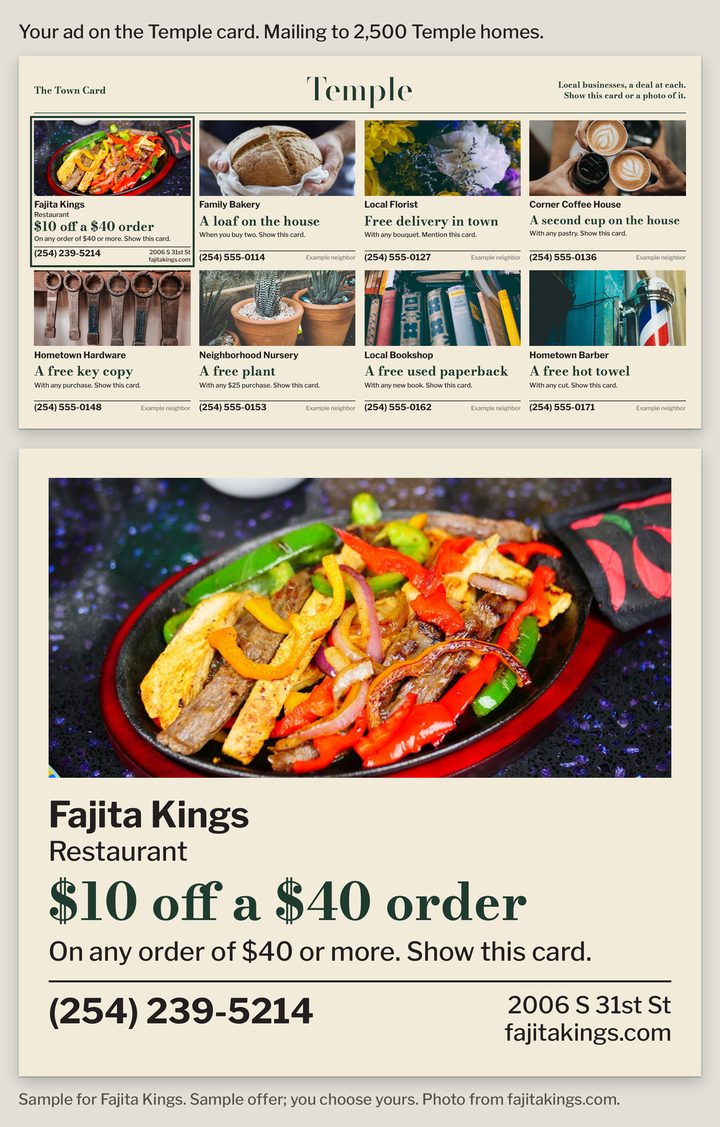 Your ad on the Temple card. Mailing to 2,500 Temple homes.
The Town Card
Temple
Local businesses, a deal at each.
Show this card or a photo of it.
Fajita Kings
Restaurant
$10 off a $40 order
On any order of $40 or more. Show this card.
(254) 239-5214
2006 S 31st St
fajitakings.com
Family Bakery
A loaf on the house
When you buy two. Show this card.
(254) 555-0114
Example neighbor
Local Florist
Free delivery in town
With any bouquet. Mention this card.
(254) 555-0127
Example neighbor
Corner Coffee House
A second cup on the house
With any pastry. Show this card.
(254) 555-0136
Example neighbor
Hometown Hardware
A free key copy
With any purchase. Show this card.
(254) 555-0148
Example neighbor
Neighborhood Nursery
A free plant
With any $25 purchase. Show this card.
(254) 555-0153
Example neighbor
Local Bookshop
A free used paperback
With any new book. Show this card.
(254) 555-0162
Example neighbor
Hometown Barber
A free hot towel
With any cut. Show this card.
(254) 555-0171
Example neighbor
Fajita Kings
Restaurant
$10 off a $40 order
On any order of $40 or more. Show this card.
(254) 239-5214
2006 S 31st St
fajitakings.com
Sample for Fajita Kings. Sample offer; you choose yours. Photo from fajitakings.com.